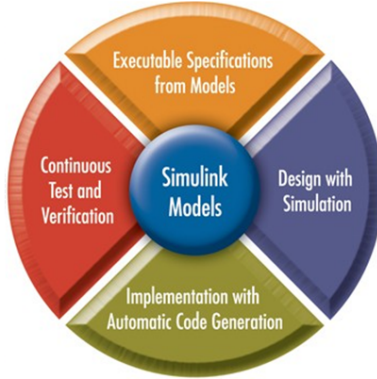 Executable Specifications
from Models
Continuous
Test and
Verification
Simulink
Models
Design with
Simulation
Implementation with
Automatic Code Generation